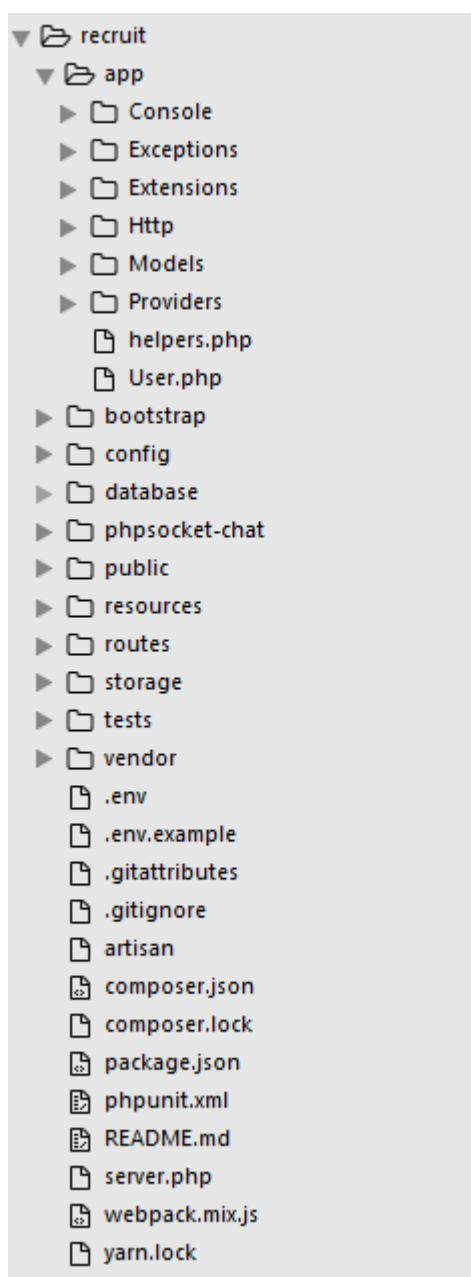 recruit
app
Console
Exceptions
Extensions
Http
Models
Providers
helpers.php
User.php
bootstrap
config
database
phpsocket-chat
public
resources
routes
storage
tests
vendor
.env
.env.example
.gitattributes
.gitignore
artisan
composer.json
composer.lock
package.json
phpunit.xml
README.md
server.php
webpack.mix.js
yarn.lock